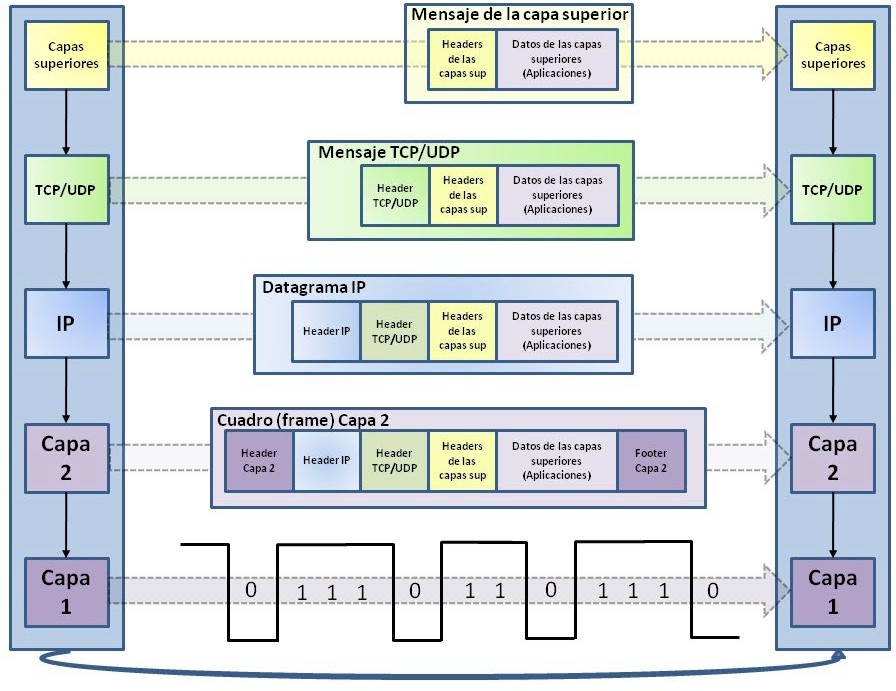 Mensaje de la capa superior
Capas
superiores
Headers
de las
capas sup
Datos de las capas
superiores
(Aplicaciones)
Capas
superiores
Mensaje TCP/UDP
TCP/UDP
Header
TCP/UDP
Headers
de las
capas sup
Datos de las capas
superiores
(Aplicaciones)
TCP/UDP
Datagrama IP
IP
Header IP
Header
TCP/UDP
Headers
de las
capas sup
Datos de las capas
superiores
(Aplicaciones)
IP
Cuadro (frame) Capa 2
Capa
2
Header
Capa 2
Header IP
Header
TCP/UDP
Headers
de las
capas sup
Datos de las capas
superiores
(Aplicaciones)
Footer
Capa 2
Capa
2
Capa
1
0 1 1 1 0 1 1 0 1 1 1 0
Capa
1